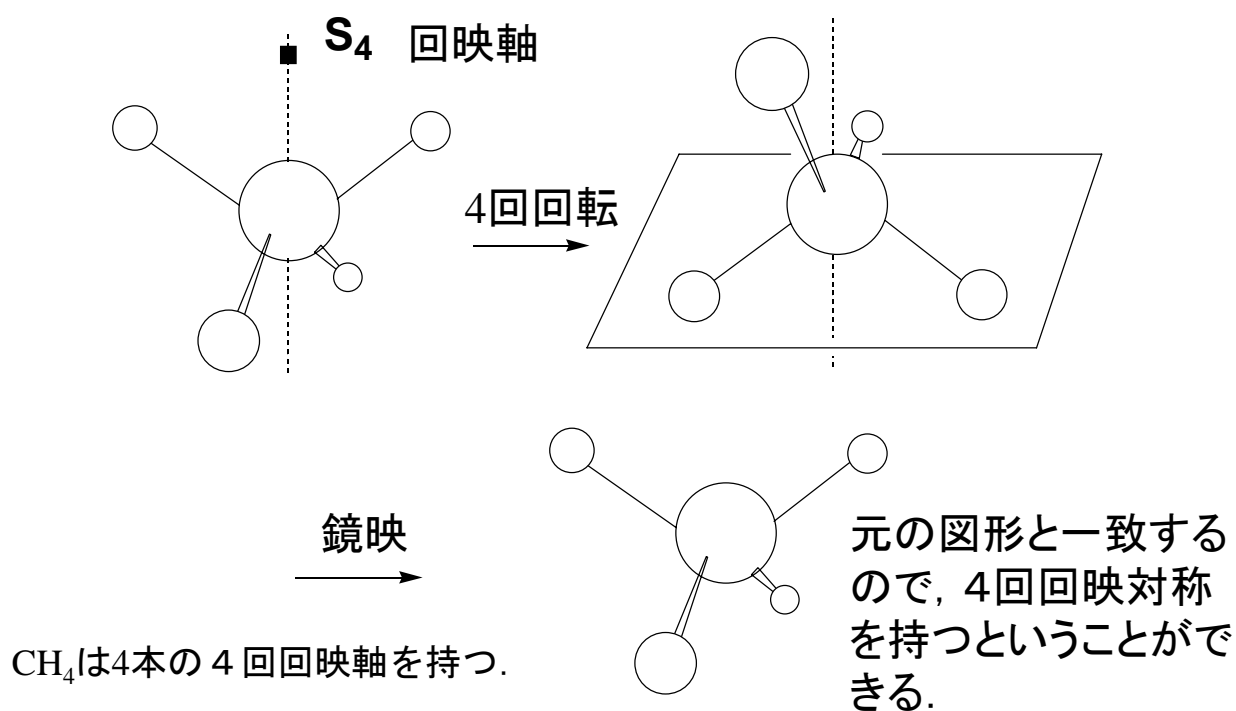 S₄ 回映軸
4回回転
鏡映
元の図形と一致する
ので, 4回回映対称
を持つということがで
きる.
CH₄は4本の4回回映軸を持つ.